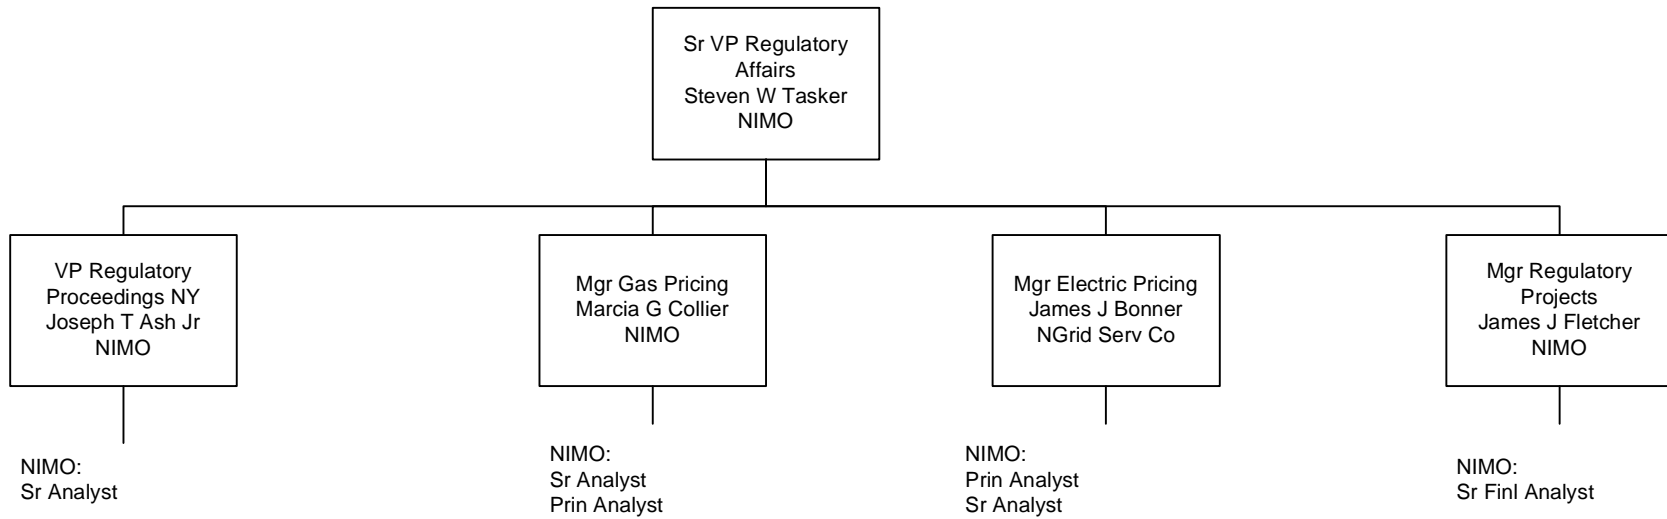 Sr VP Regulatory
Affairs
Steven W Tasker
NIMO
VP Regulatory
Proceedings NY
Joseph T Ash Jr
NIMO
Mgr Gas Pricing
Marcia G Collier
NIMO
Mgr Electric Pricing
James J Bonner
NGrid Serv Co
Mgr Regulatory
Projects
James J Fletcher
NIMO
NIMO:
Sr Analyst
NIMO:
Sr Analyst
Prin Analyst
NIMO:
Prin Analyst
Sr Analyst
NIMO:
Sr Finl Analyst